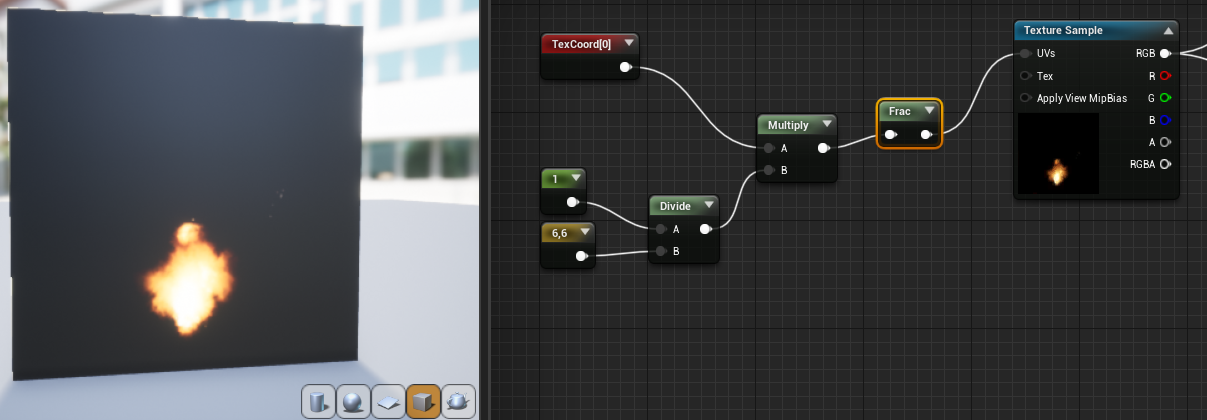 TexCoord[0]
1
6,6
Divide
A
B
Multiply
A
B
Frac
Texture Sample
UVs
RGB
Tex
R
Apply View MipBias
G
B
A
RGBA